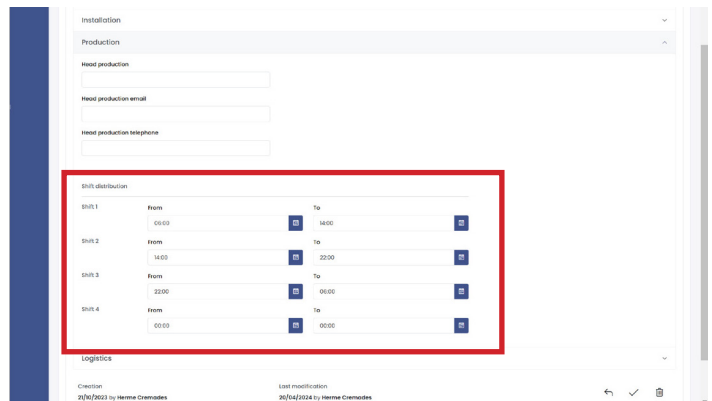 Installation
Production
Head production
Head production email
Head production telephone
Shift distribution
Shift 1
From
To
06:00
14:00
Shift 2
From
To
14:00
22:00
Shift 3
From
To
22:00
06:00
Shift 4
From
To
00:00
00:00
Logistics
Creation
Last modification
21/10/2023 by Herme Cremades
20/04/2024 by Herme Cremades